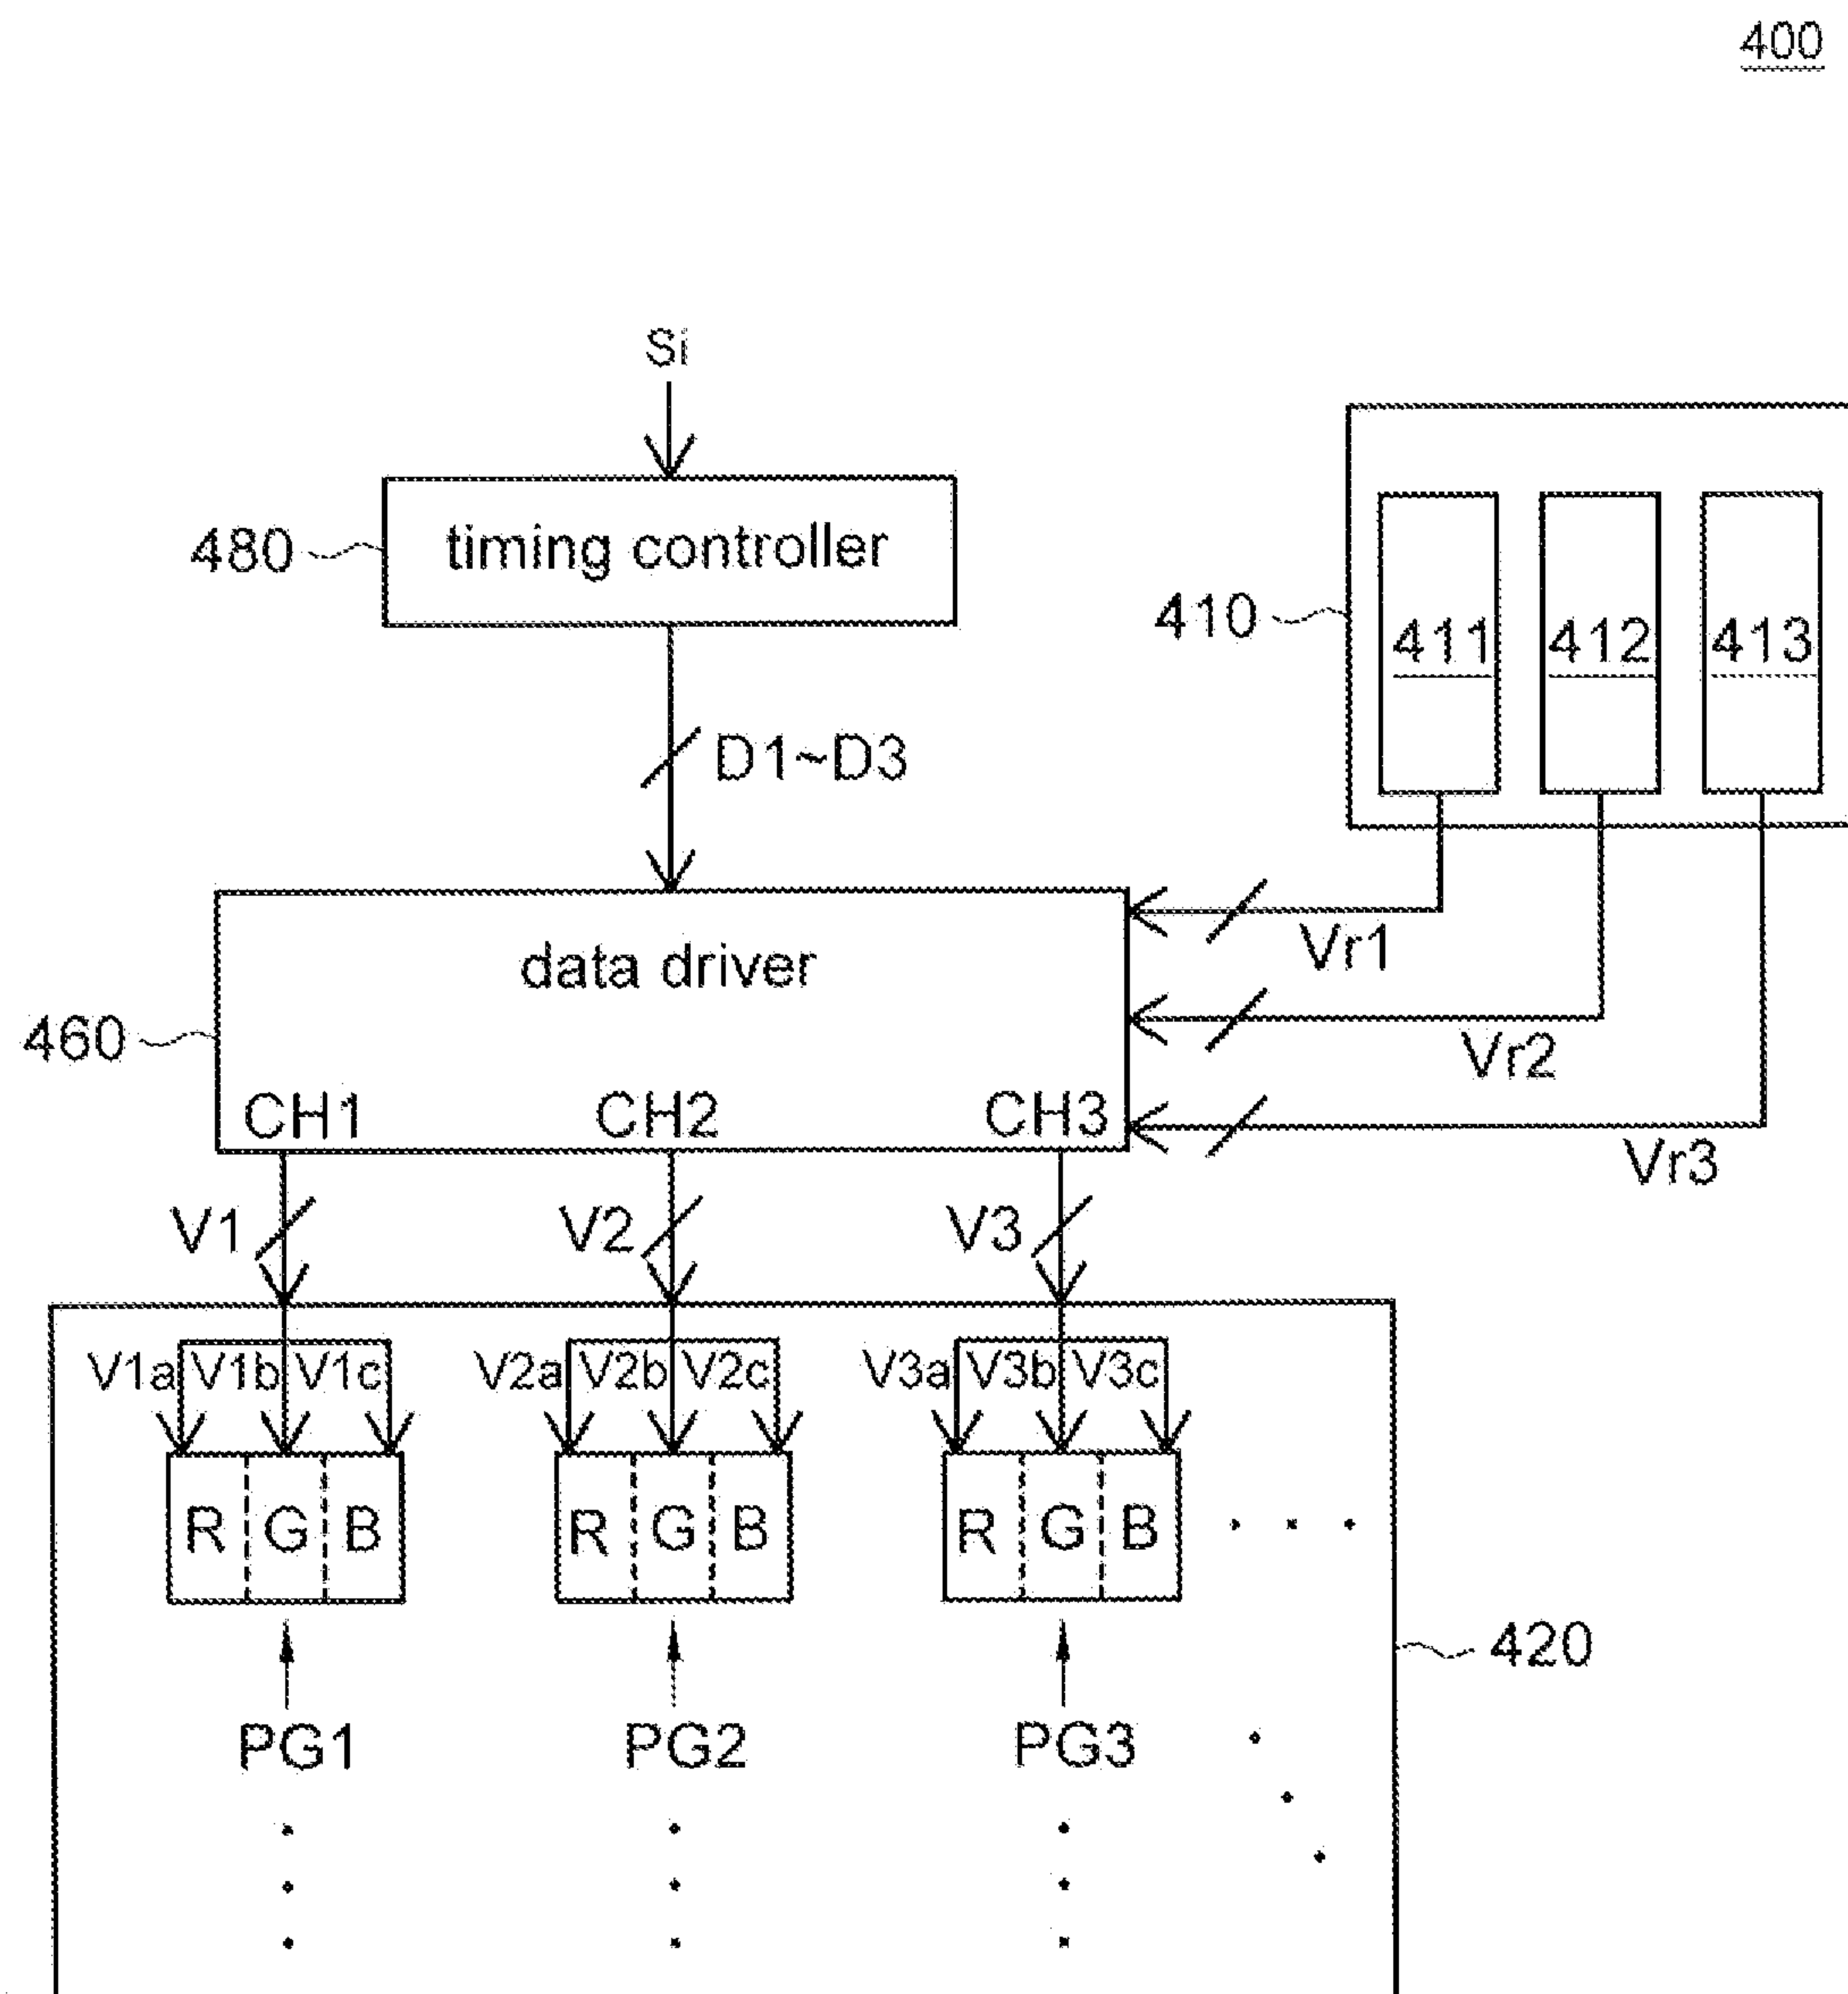 400
Si
480
timing controller
410
411 412 413
D1~D3
data driver
Vr1
460
Vr2
CH1 CH2 CH3
Vr3
V1 V2 V3
V1a V1b V1c V2a V2b V2c V3a V3b V3c
R G B R G B R G B
420
PG1 PG2 PG3